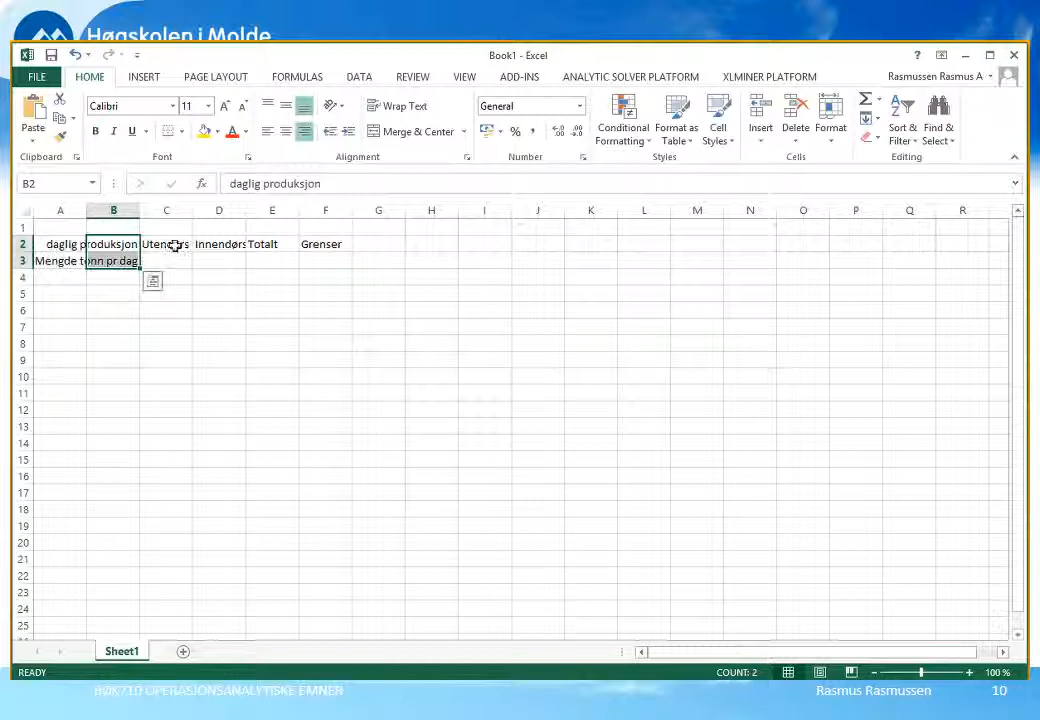 Høgskolen i Molde
Book1 - Excel
FILE HOME INSERT PAGE LAYOUT FORMULAS DATA REVIEW VIEW ADD-INS ANALYTIC SOLVER PLATFORM XLMINER PLATFORM Rasmussen Rasmus A
Calibri 11 Wrap Text General
Paste B I U Merge & Center % Conditional Formatting Format as Table Cell Styles Insert Delete Format Sort & Filter Find & Select
Clipboard Font Alignment Number Styles Cells Editing
B2 fx daglig produksjon
A B C D E F G H I J K L M N O P Q R
1
2 daglig produksjon Utendørs Innendørs Totalt Grenser
3 Mengde tonn pr dag
4
5
6
7
8
9
10
11
12
13
14
15
16
17
18
19
20
21
22
23
24
25
Sheet1
READY COUNT: 2 100 %
BØK710 OPERASJONSANALYTISKE EMNER Rasmus Rasmussen 10